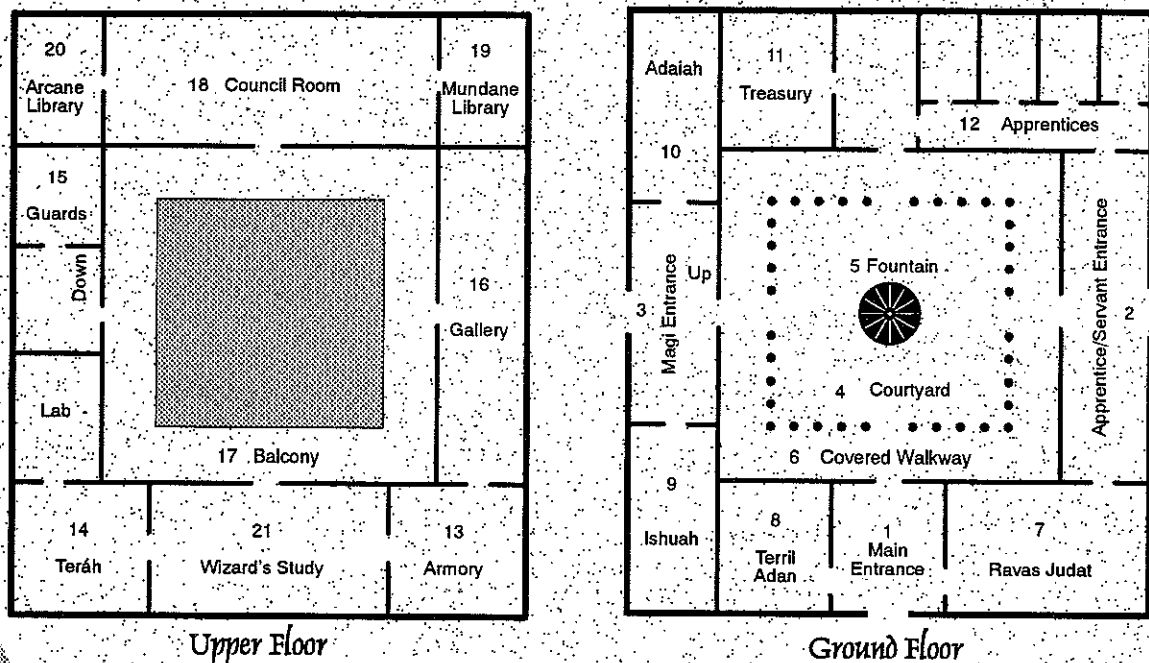 20
Arcane
Library
18 Council Room
19
Mundane
Library
15
Guards
Down
16
Gallery
Lab
17 Balcony
14
Teráh
21
Wizard's Study
13
Armory
Upper Floor
Adaiah
10
11
Treasury
12 Apprentices
3
Magi Entrance
Up
5 Fountain
4 Courtyard
Apprentice/Servant Entrance
2
6 Covered Walkway
9
Ishuah
8
Terril
Adan
1
Main
Entrance
7
Ravas Judat
Ground Floor